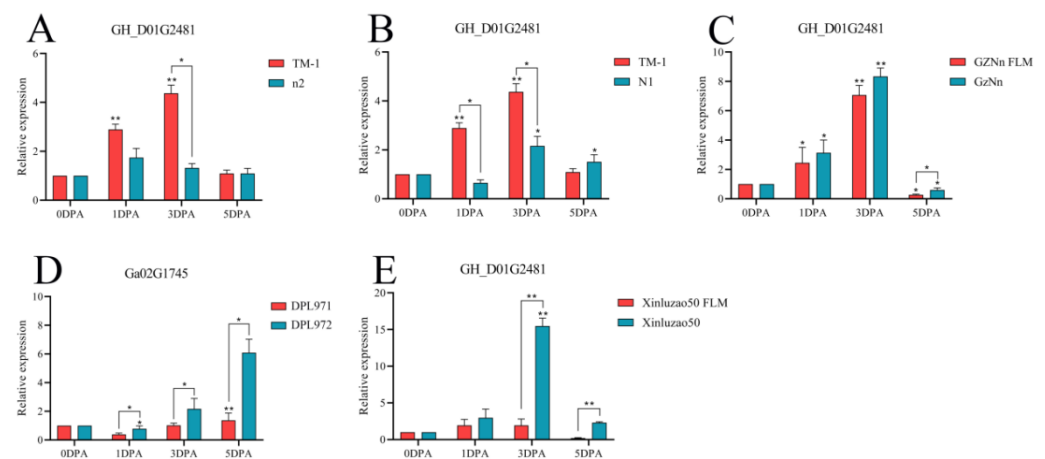 A
GH_D01G2481
Relative expression
6
4
2
0
**
**
*
TM-1
n2
0DPA
1DPA
3DPA
5DPA
B
GH_D01G2481
Relative expression
6
4
2
0
**
*
**
*
*
*
TM-1
N1
0DPA
1DPA
3DPA
5DPA
C
GH_D01G2481
Relative expression
10
8
6
4
2
0
*
*
**
**
*
*
*
GZNn FLM
GzNn
0DPA
1DPA
3DPA
5DPA
D
Ga02G1745
Relative expression
10
8
6
4
2
0
*
*
*
**
*
DPL971
DPL972
0DPA
1DPA
3DPA
5DPA
E
GH_D01G2481
Relative expression
20
15
10
5
0
**
**
**
Xinluzao50 FLM
Xinluzao50
0DPA
1DPA
3DPA
5DPA